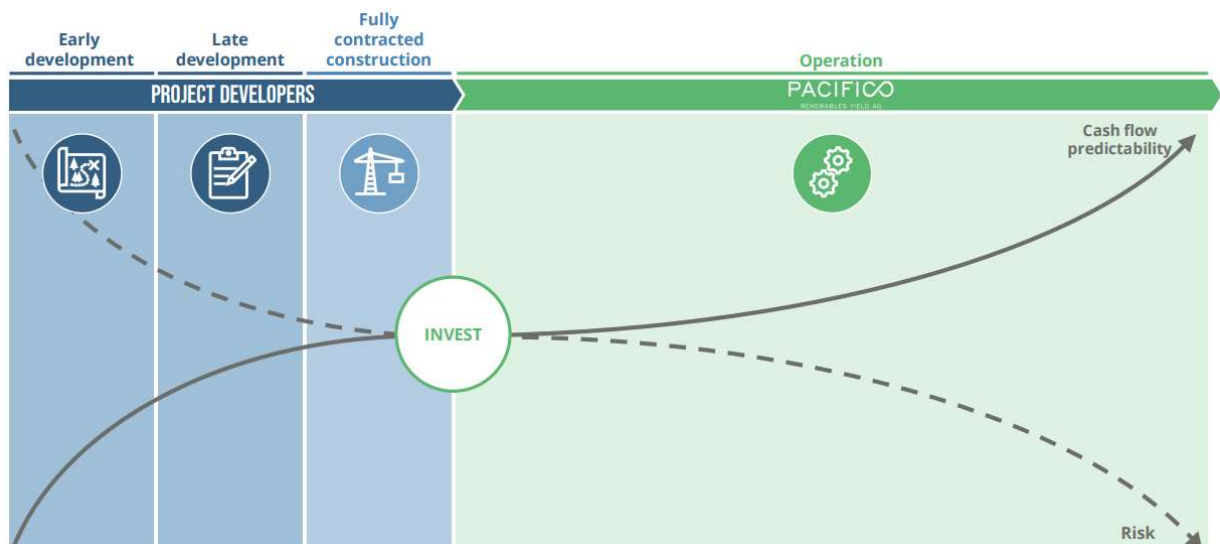 Early
development
Late
development
Fully
contracted
construction
Operation
PROJECT DEVELOPERS
PACIFICO
RENEWABLES YIELD AG
Cash flow
predictability
INVEST
Risk